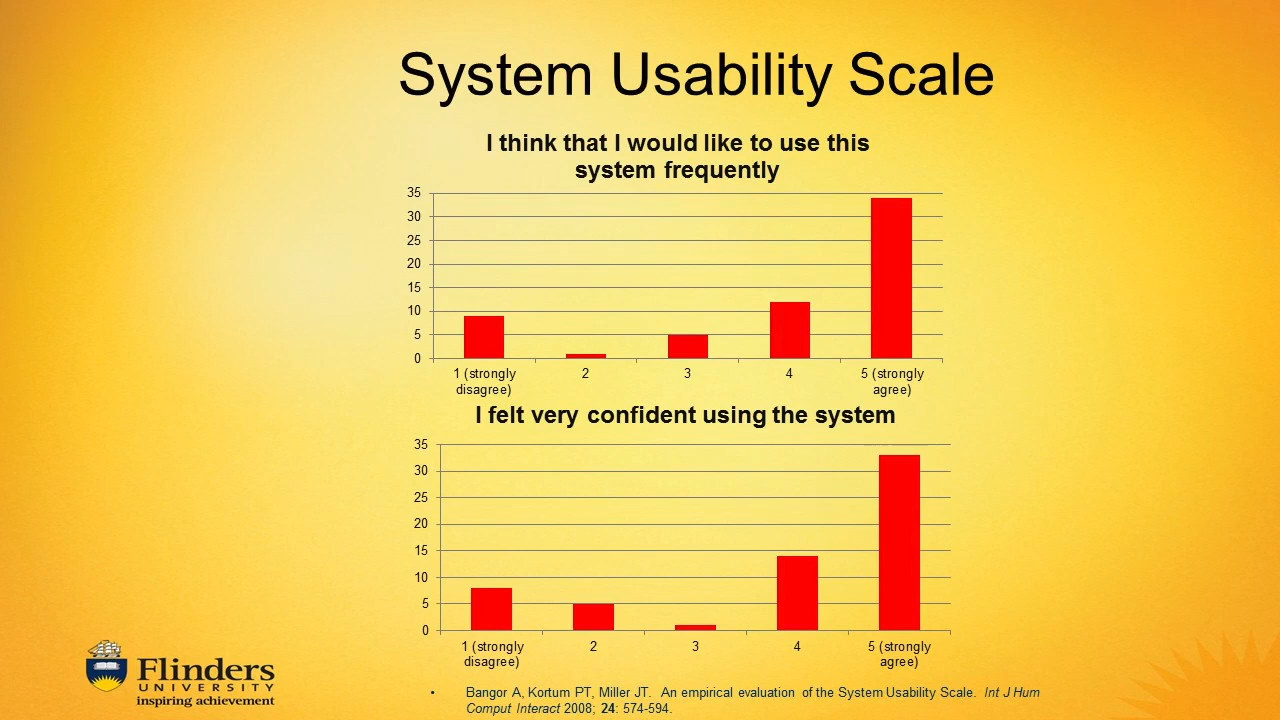 System Usability Scale
I think that I would like to use this
system frequently
35
30
25
20
15
10
5
0
1 (strongly
disagree)
2
3
4
5 (strongly
agree)
I felt very confident using the system
35
30
25
20
15
10
5
0
1 (strongly
disagree)
2
3
4
5 (strongly
agree)
Flinders
UNIVERSITY
inspiring achievement
• Bangor A, Kortum PT, Miller JT. An empirical evaluation of the System Usability Scale. Int J Hum
Comput Interact 2008; 24: 574-594.